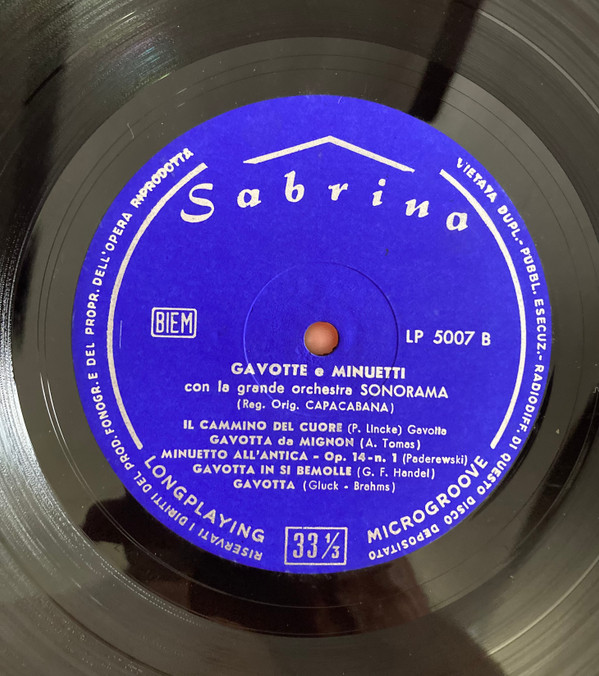 Sabrina
BIEM
LP 5007 B
GAVOTTE e MINUETTI
con la grande orchestra SONORAMA
(Reg. Orig. CAPACABANA)
IL CAMMINO DEL CUORE (P. Lincke) Gavotta
GAVOTTA da MIGNON (A. Tomas)
MINUETTO ALL'ANTICA - Op. 14-n. 1 (Paderewski)
GAVOTTA IN SI BEMOLLE (G. F. Handel)
GAVOTTA (Gluck - Brahms)
LONGPLAYING
33 1/3
MICROGROOVE
RISERVATI I DIRITTI DEL PROD. FONOGR. E DEL PROPR. DELL'OPERA RIPRODOTTA
VIETATA DUPL.- PUBBL. ESECUZ.- RADIODIFF. DI QUESTO DISCO DEPOSITATO